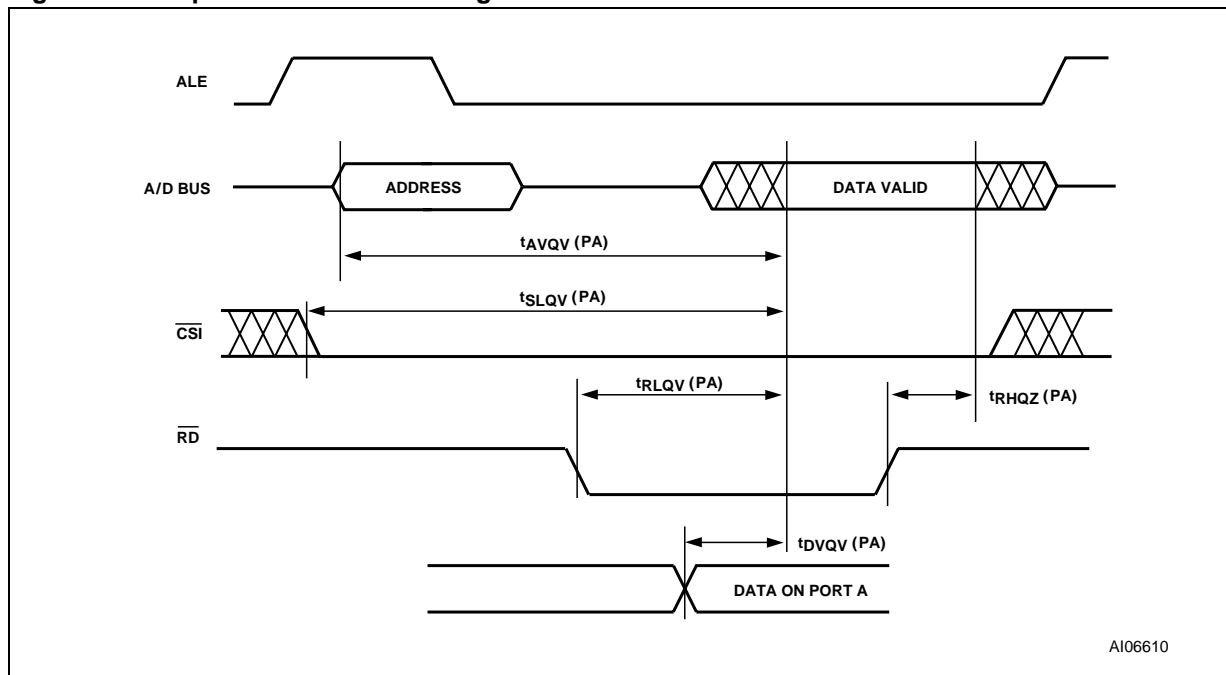 ALE
A/D BUS
ADDRESS
DATA VALID
tAVQV (PA)
tSLQV (PA)
CSI
tRLQV (PA)
tRHQZ (PA)
RD
tDVQV (PA)
DATA ON PORT A
AI06610